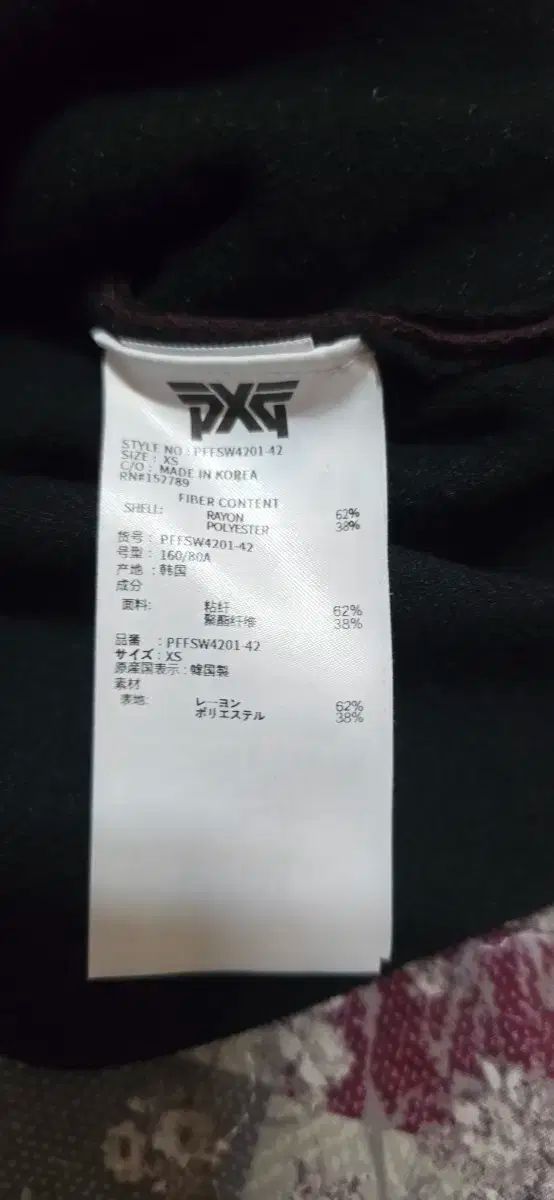 PXG
STYLE NO : PFFSW4201-42
SIZE : XS
C/O : MADE IN KOREA
RN#152789
FIBER CONTENT
SHELL: RAYON 62%
POLYESTER 38%
货号 : PFFSW4201-42
号型 : 160/80A
产地 : 韩国
成分
面料: 粘纤 62%
聚酯纤维 38%
品番 : PFFSW4201-42
サイズ : XS
原産国表示 : 韓国製
素材
表地: レーヨン 62%
ポリエステル 38%